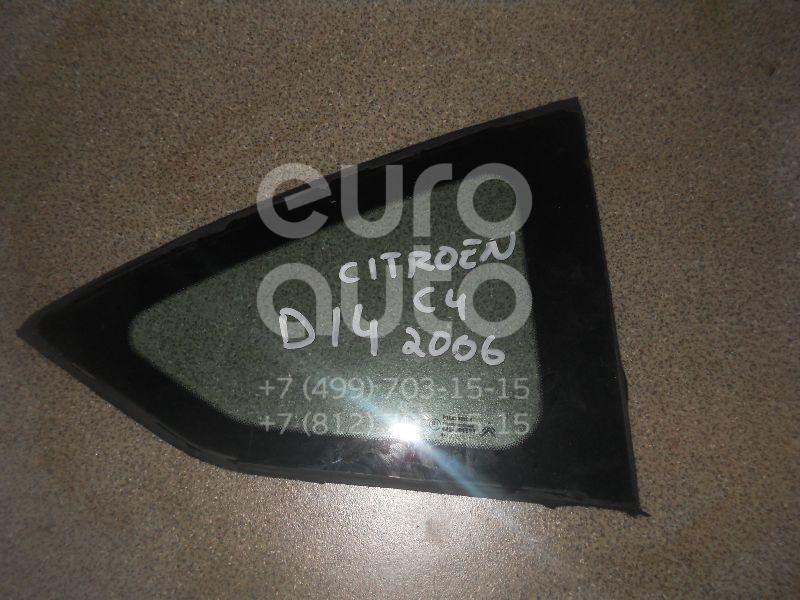 euro
auto
CITROEN
C4
D14 2006
+7 (499) 703-15-15
+7 (812)
15